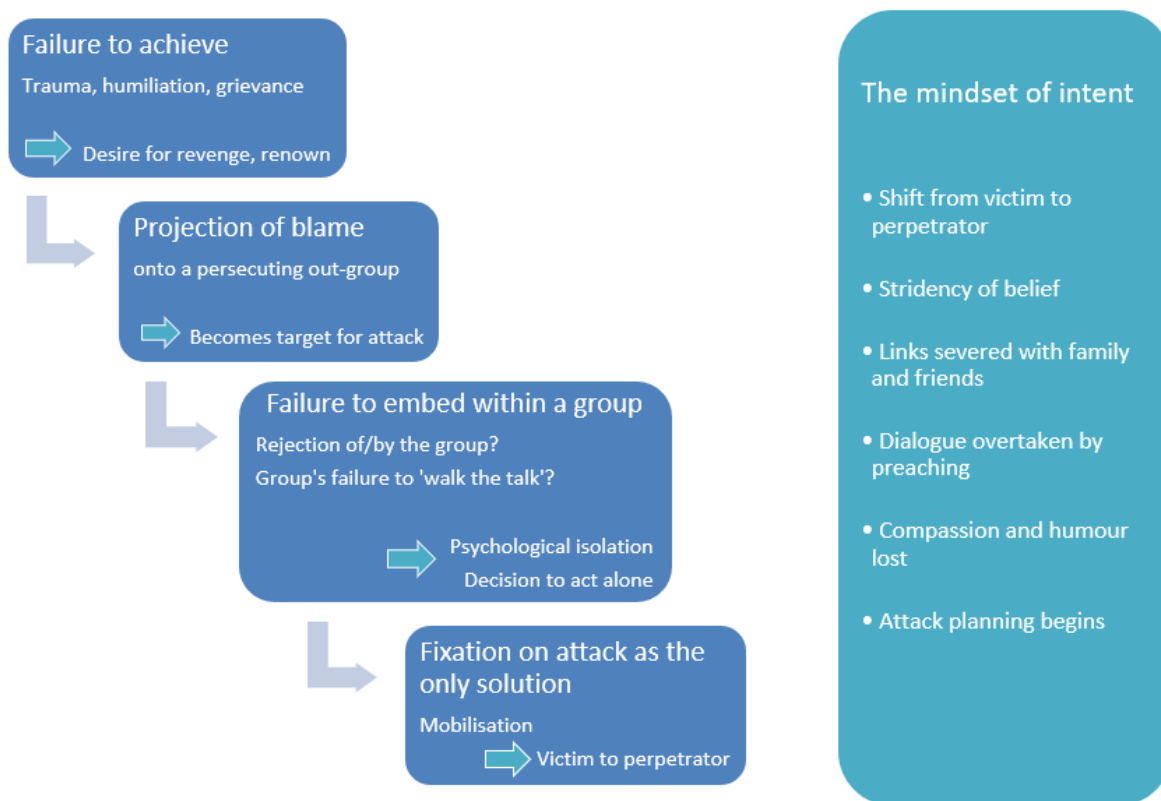 Failure to achieve
Trauma, humiliation, grievance
Desire for revenge, renown
Projection of blame
onto a persecuting out-group
Becomes target for attack
Failure to embed within a group
Rejection of/by the group?
Group's failure to 'walk the talk'?
Psychological isolation
Decision to act alone
Fixation on attack as the
only solution
Mobilisation
Victim to perpetrator
The mindset of intent
• Shift from victim to
perpetrator
• Stridency of belief
• Links severed with family
and friends
• Dialogue overtaken by
preaching
• Compassion and humour
lost
• Attack planning begins